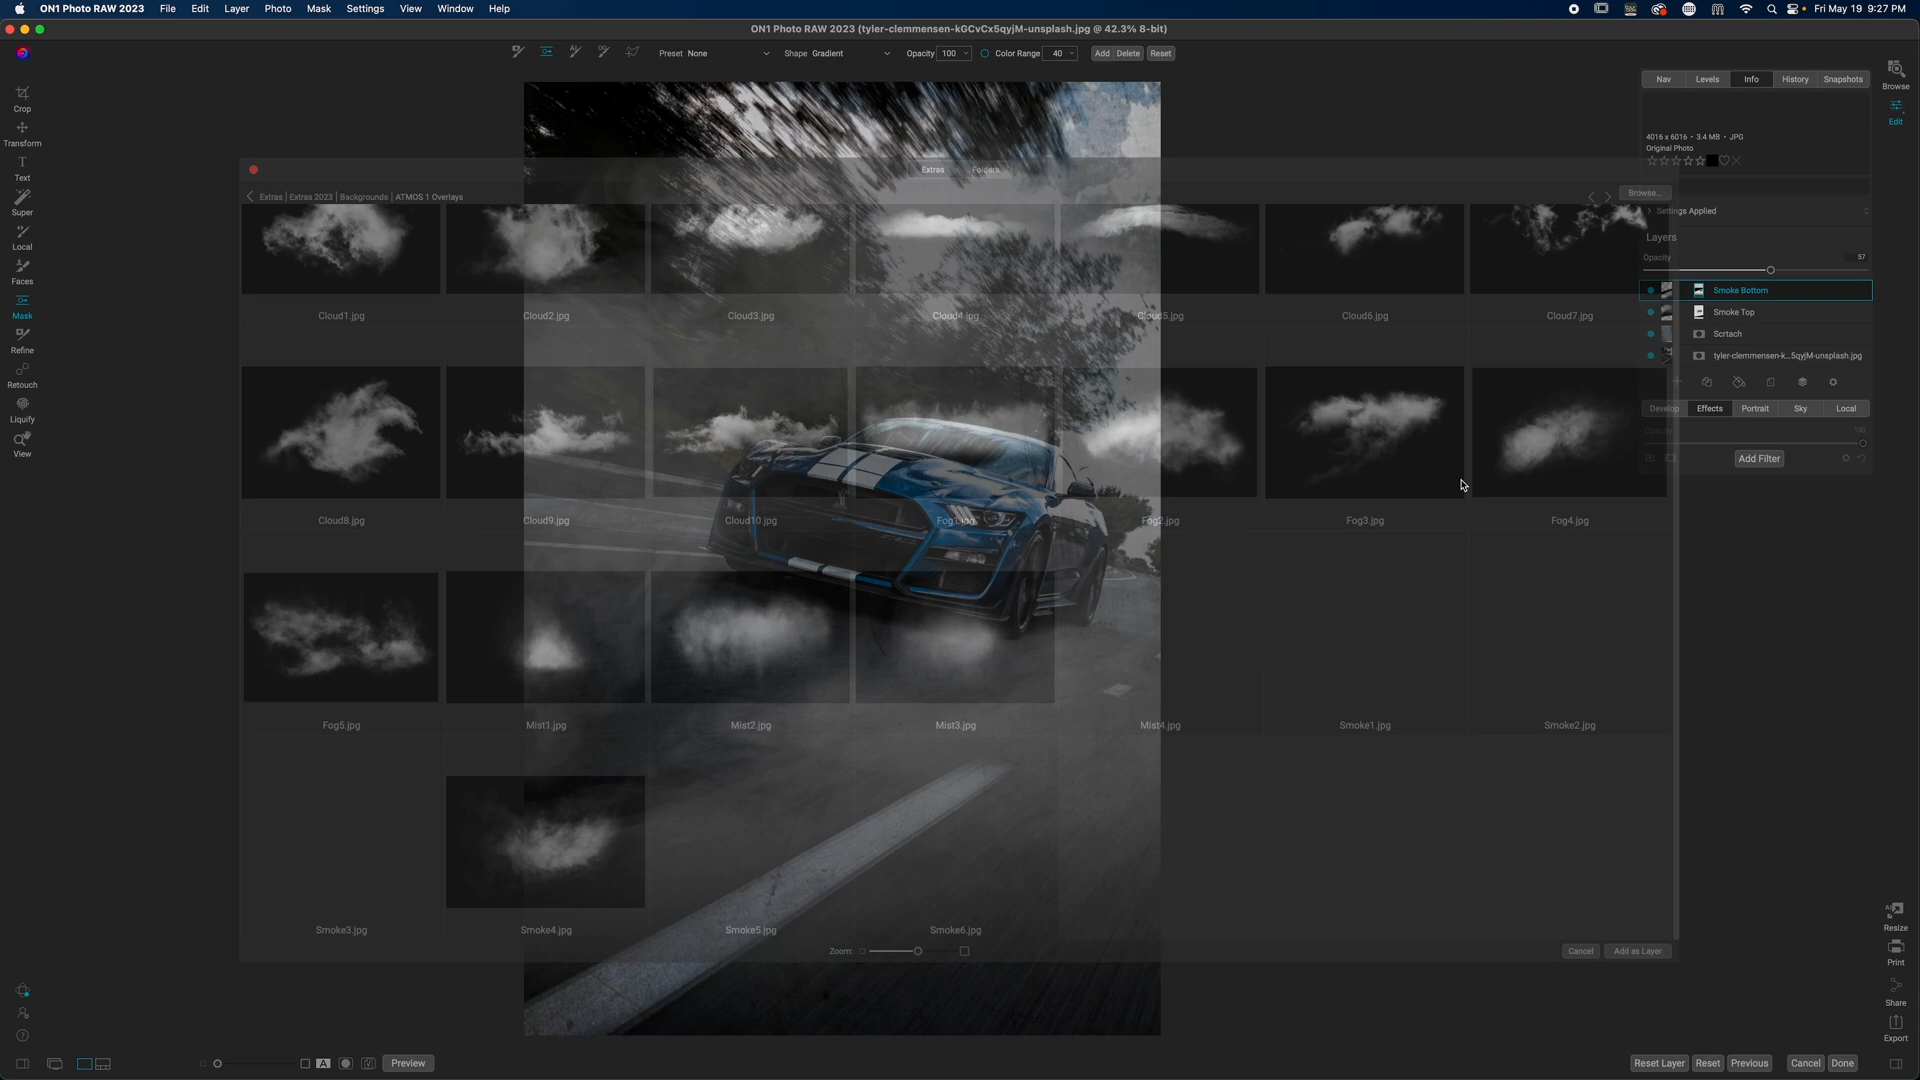 ON1 Photo RAW 2023 File Edit Layer Photo Mask Settings View Window Help
Fri May 19 9:27 PM
ON1 Photo RAW 2023 (tyler-clemmensen-kGCvCx5qyjM-unsplash.jpg @ 42.3% 8-bit)
Preset None Shape Gradient Opacity 100 Color Range 40 Add Delete Reset
Crop
Transform
Text
Super
Local
Faces
Mask
Refine
Retouch
Liquify
View
Extras Folders
Extras | Extras 2023 | Backgrounds | ATMOS 1 Overlays
Browse...
Cloud1.jpg Cloud2.jpg Cloud3.jpg Cloud4.jpg Cloud5.jpg Cloud6.jpg Cloud7.jpg
Cloud8.jpg Cloud9.jpg Cloud10.jpg Fog1.jpg Fog2.jpg Fog3.jpg Fog4.jpg
Fog5.jpg Mist1.jpg Mist2.jpg Mist3.jpg Mist4.jpg Smoke1.jpg Smoke2.jpg
Smoke3.jpg Smoke4.jpg Smoke5.jpg Smoke6.jpg
Zoom:
Cancel Add as Layer
Nav Levels Info History Snapshots
4016 x 6016 • 3.4 MB • JPG
Original Photo
Settings Applied
Layers
Opacity 57
Smoke Bottom
Smoke Top
Scrtach
tyler-clemmensen-k...5qyjM-unsplash.jpg
Develop Effects Portrait Sky Local
Opacity 100
Add Filter
Browse
Edit
Resize
Print
Share
Export
A Preview
Reset Layer Reset Previous Cancel Done